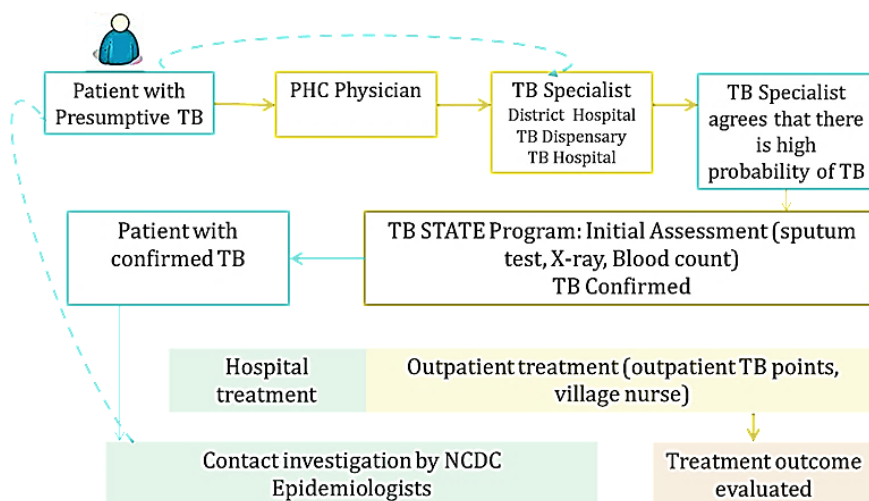 Patient with
Presumptive TB
PHC Physician
TB Specialist
District Hospital
TB Dispensary
TB Hospital
TB Specialist
agrees that there
is high
probability of TB
Patient with
confirmed TB
TB STATE Program: Initial Assessment (sputum
test, X-ray, Blood count)
TB Confirmed
Hospital
treatment
Outpatient treatment (outpatient TB points,
village nurse)
Contact investigation by NCDC
Epidemiologists
Treatment outcome
evaluated